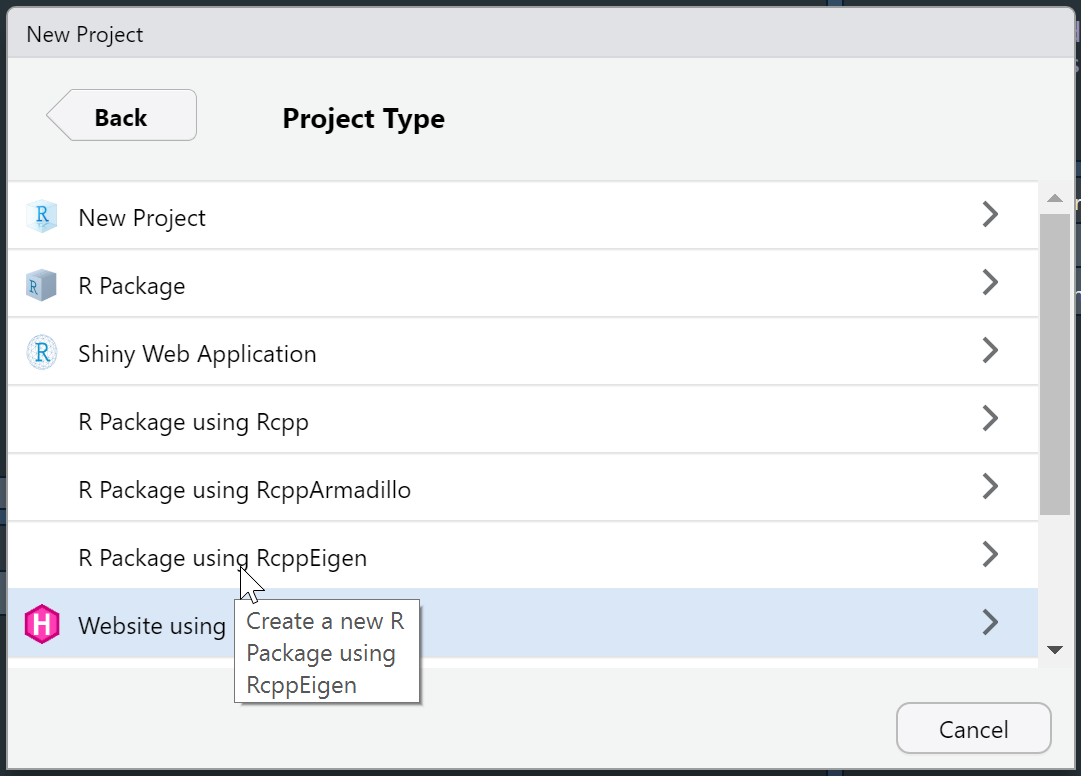 New Project
Back
Project Type
R
New Project
R
R Package
R
Shiny Web Application
R Package using Rcpp
R Package using RcppArmadillo
R Package using RcppEigen
H
Website using
Create a new R
Package using
RcppEigen
Cancel